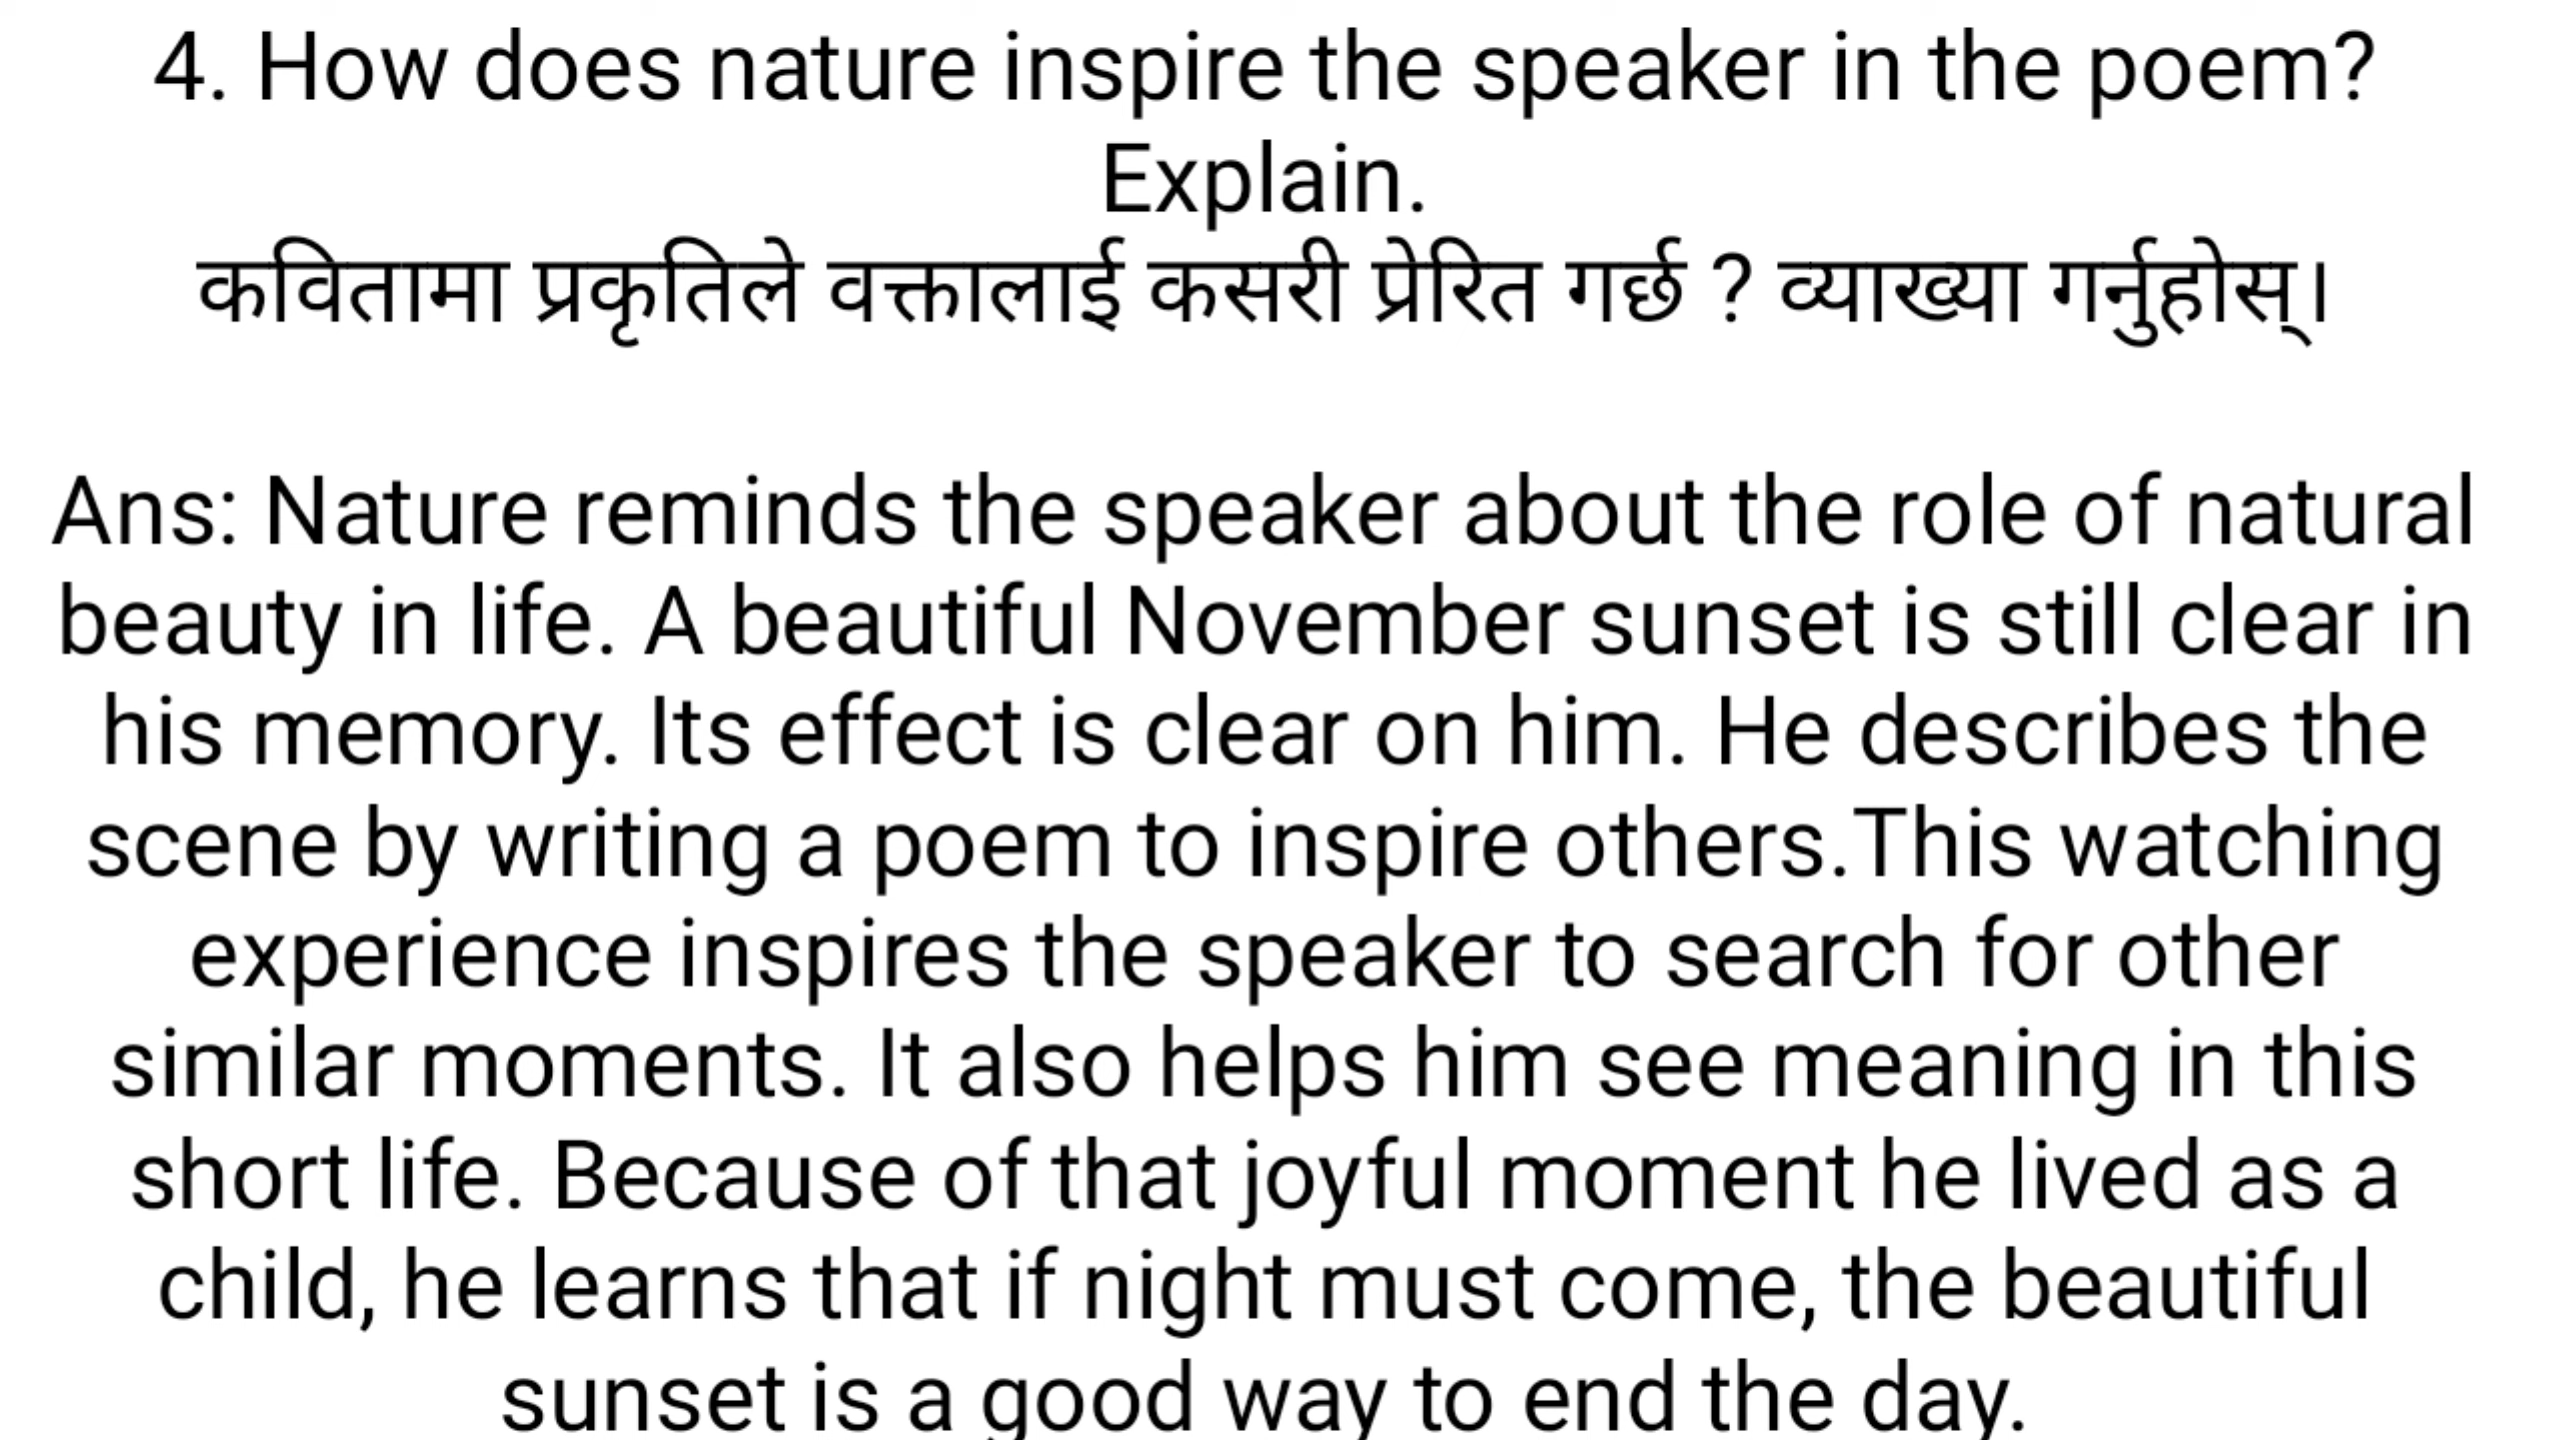 4. How does nature inspire the speaker in the poem?
Explain.
कवितामा प्रकृतिले वक्तालाई कसरी प्रेरित गर्छ ? व्याख्या गर्नुहोस्।
Ans: Nature reminds the speaker about the role of natural
beauty in life. A beautiful November sunset is still clear in
his memory. Its effect is clear on him. He describes the
scene by writing a poem to inspire others.This watching
experience inspires the speaker to search for other
similar moments. It also helps him see meaning in this
short life. Because of that joyful moment he lived as a
child, he learns that if night must come, the beautiful
sunset is a good way to end the day.